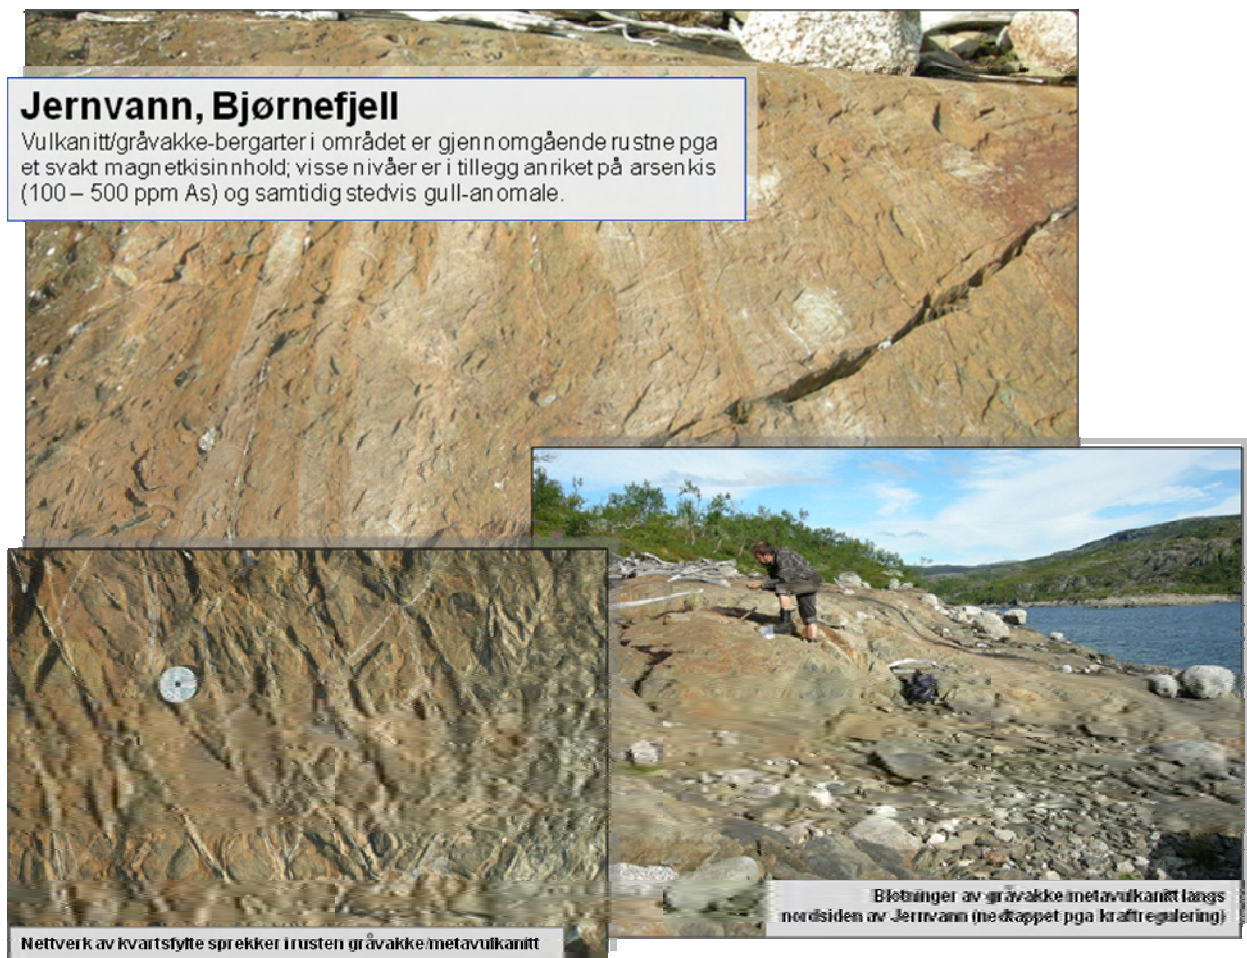 Jernvann, Bjørnefjell
Vulkanitt/gråvakke-bergarter i området er gjennomgående rustne pga
et svakt magnetkisinnhold; visse nivåer er i tillegg anriket på arsenkis
(100 – 500 ppm As) og samtidig stedvis gull-anomale.
Blotninger av gråvakke/metavulkanitt langs
nordsiden av Jernvann (nedtappet pga kraftregulering)
Nettverk av kvartsfylte sprekker i rusten gråvakke/metavulkanitt